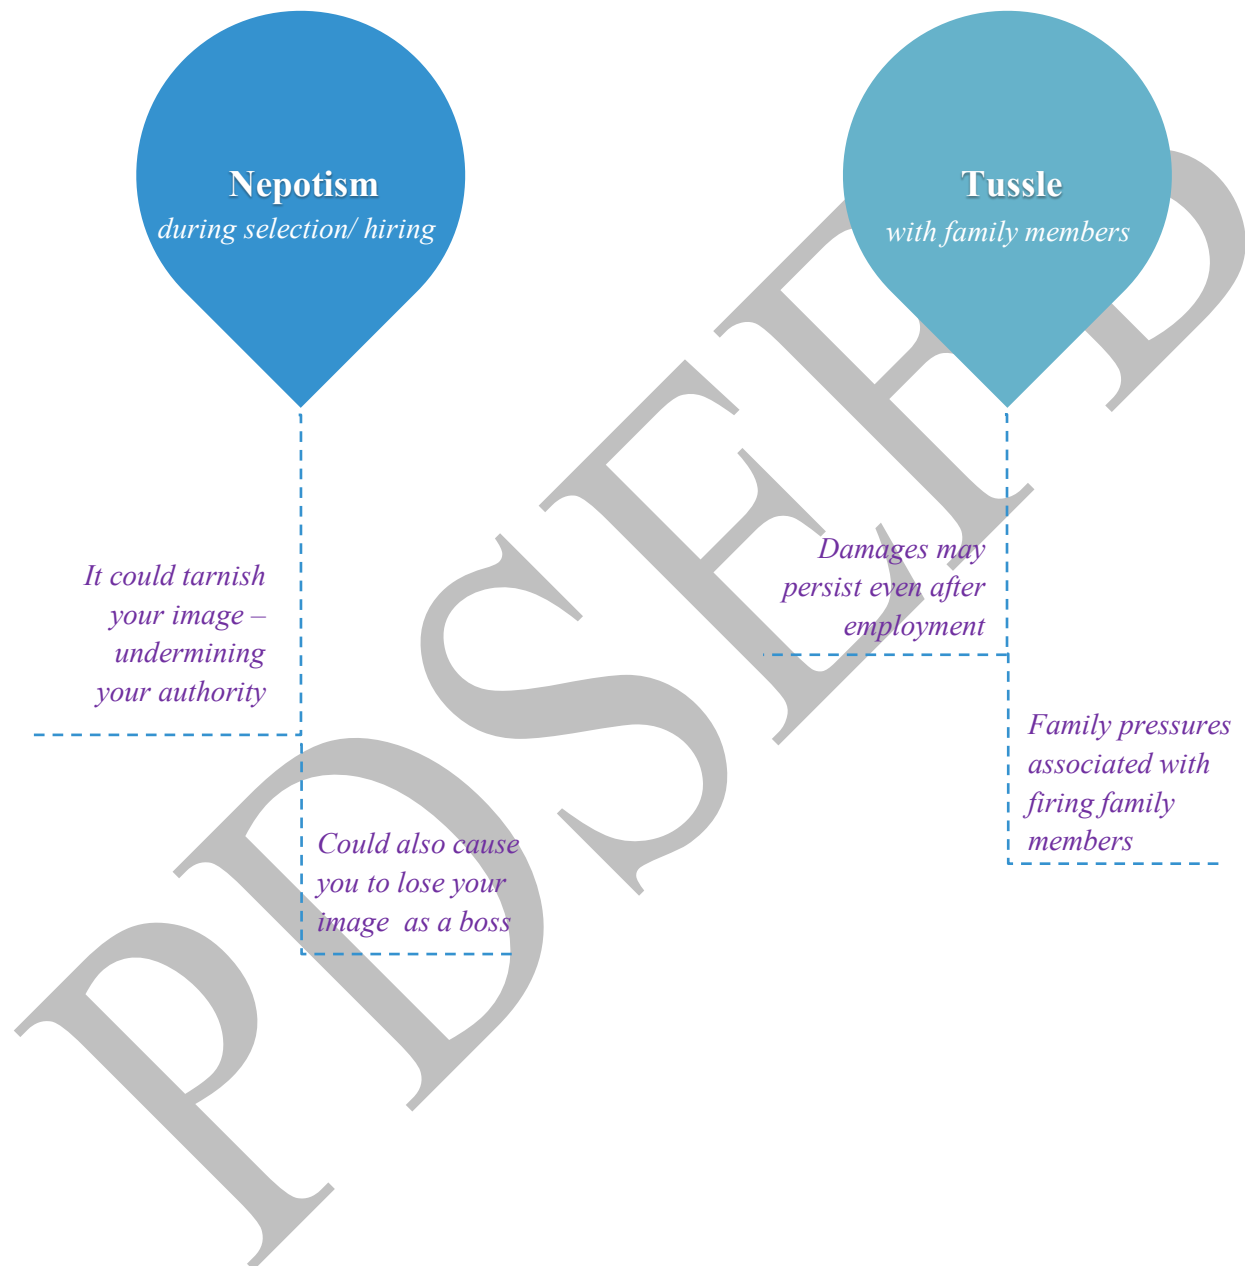 Nepotism
during selection/ hiring
It could tarnish
your image –
undermining
your authority
Could also cause
you to lose your
image  as a boss
Tussle
with family members
Damages may
persist even after
employment
Family pressures
associated with
firing family
members